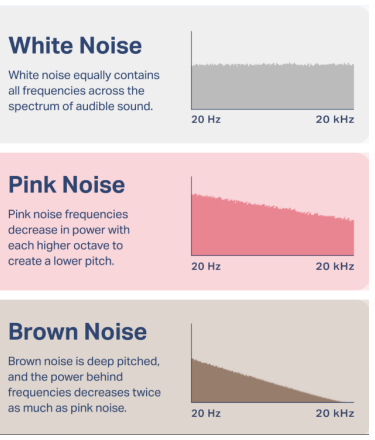 White Noise
White noise equally contains
all frequencies across the
spectrum of audible sound.
20 Hz 20 kHz
Pink Noise
Pink noise frequencies
decrease in power with
each higher octave to
create a lower pitch.
20 Hz 20 kHz
Brown Noise
Brown noise is deep pitched,
and the power behind
frequencies decreases twice
as much as pink noise.
20 Hz 20 kHz